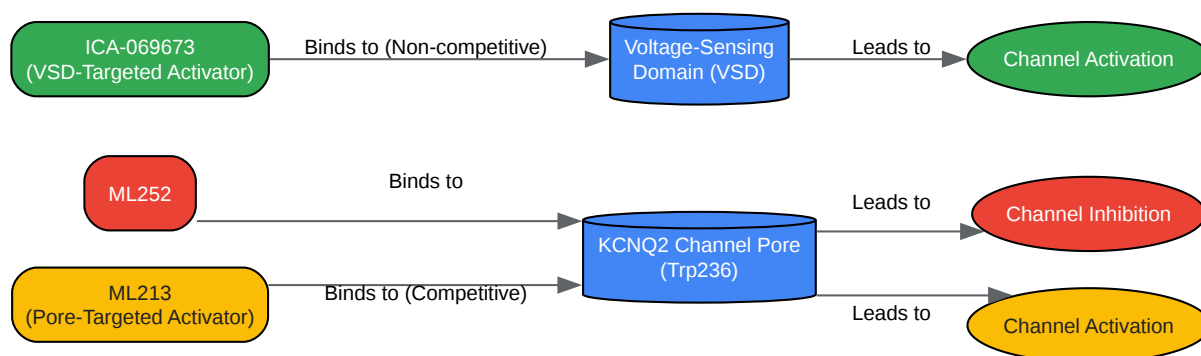 ICA-069673
(VSD-Targeted Activator)
Binds to (Non-competitive)
Voltage-Sensing
Domain (VSD)
Leads to
Channel Activation
ML252
Binds to
KCNQ2 Channel Pore
(Trp236)
Leads to
Channel Inhibition
ML213
(Pore-Targeted Activator)
Binds to (Competitive)
Leads to
Channel Activation